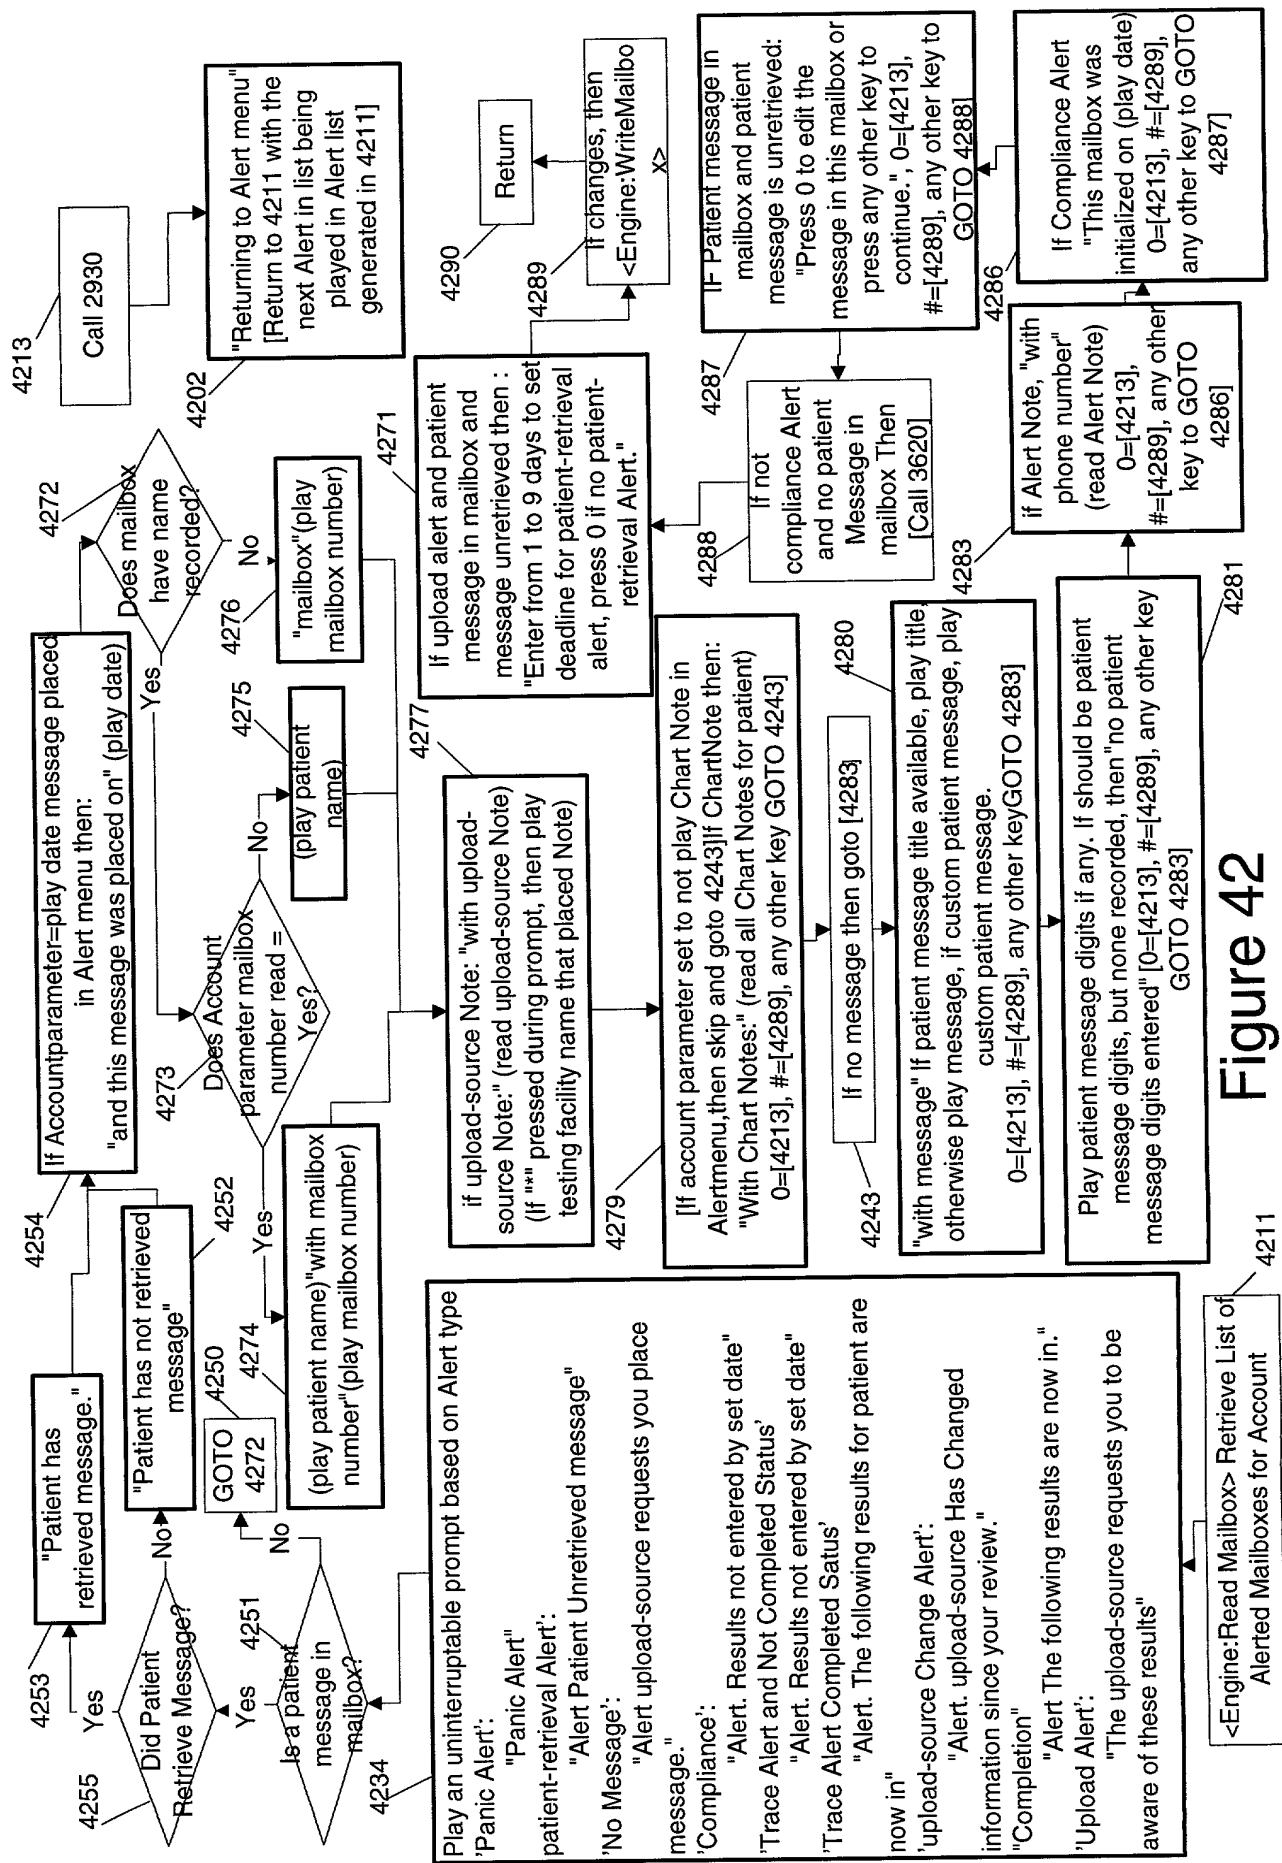 4213
Call 2930
4202
"Returning to Alert menu"
[Return to 4211 with the
next Alert in list being
played in Alert list
generated in 4211]
4290
Return
4289
If changes, then
<Engine:WriteMailbo
x>
4271
If upload alert and patient
message in mailbox and
message unretrieved then :
"Enter from 1 to 9 days to set
deadline for patient-retrieval
alert, press 0 if no patient-
retrieval Alert."
4287
IF Patient message in
mailbox and patient
message is unretrieved:
"Press 0 to edit the
message in this mailbox or
press any other key to
continue.", 0=[4213],
#=[4289], any other key to
GOTO 4288]
4288
If not
compliance Alert
and no patient
Message in
mailbox Then
[Call 3620]
4286
If Compliance Alert
"This mailbox was
initialized on (play date)
0=[4213], #=[4289],
any other key to GOTO
4287]
4283
if Alert Note, "with
phone number"
(read Alert Note)
0=[4213],
#=[4289], any other
key to GOTO
4286]
4254
If Accountparameter=play date message placed
in Alert menu then:
"and this message was placed on" (play date)
4272
Does mailbox
have name
recorded?
Yes
No
4276
"mailbox"(play
mailbox number)
4273
Does Account
parameter mailbox
number read =
Yes?
No
Yes
4275
(play patient
name)
4274
(play patient name)"with mailbox
number"(play mailbox number)
4277
if upload-source Note: "with upload-
source Note:" (read upload-source Note)
(If "*" pressed during prompt, then play
testing facility name that placed Note)
4279
[If account parameter set to not play Chart Note in
Alertmenu,then skip and goto 4243]If ChartNote then:
"With Chart Notes:" (read all Chart Notes for patient)
0=[4213], #=[4289], any other key GOTO 4243]
4243
If no message then goto [4283]
4280
"with message" If patient message title available, play title,
otherwise play message, if custom patient message, play
custom patient message.
0=[4213], #=[4289], any other keyGOTO 4283]
4281
Play patient message digits if any. If should be patient
message digits, but none recorded, then"no patient
message digits entered" [0=[4213], #=[4289], any other key
GOTO 4283]
4253
"Patient has
retrieved message."
4252
"Patient has not retrieved
message"
4255
Did Patient
Retrieve Message?
Yes
No
4251
Is a patient
message in
mailbox?
Yes
No
4250
GOTO
4272
4234
Play an uninterruptable prompt based on Alert type
'Panic Alert':
"Panic Alert"
patient-retrieval Alert':
"Alert Patient Unretrieved message"
'No Message':
"Alert upload-source requests you place
message."
'Compliance':
"Alert. Results not entered by set date"
'Trace Alert and Not Completed Status'
"Alert. Results not entered by set date"
'Trace Alert Completed Satus'
"Alert. The following results for patient are
now in"
'upload-source Change Alert':
"Alert. upload-source Has Changed
information since your review."
"Completion"
"Alert The following results are now in."
'Upload Alert':
"The upload-source requests you to be
aware of these results"
4211
<Engine:Read Mailbox> Retrieve List of
Alerted Mailboxes for Account
Figure 42